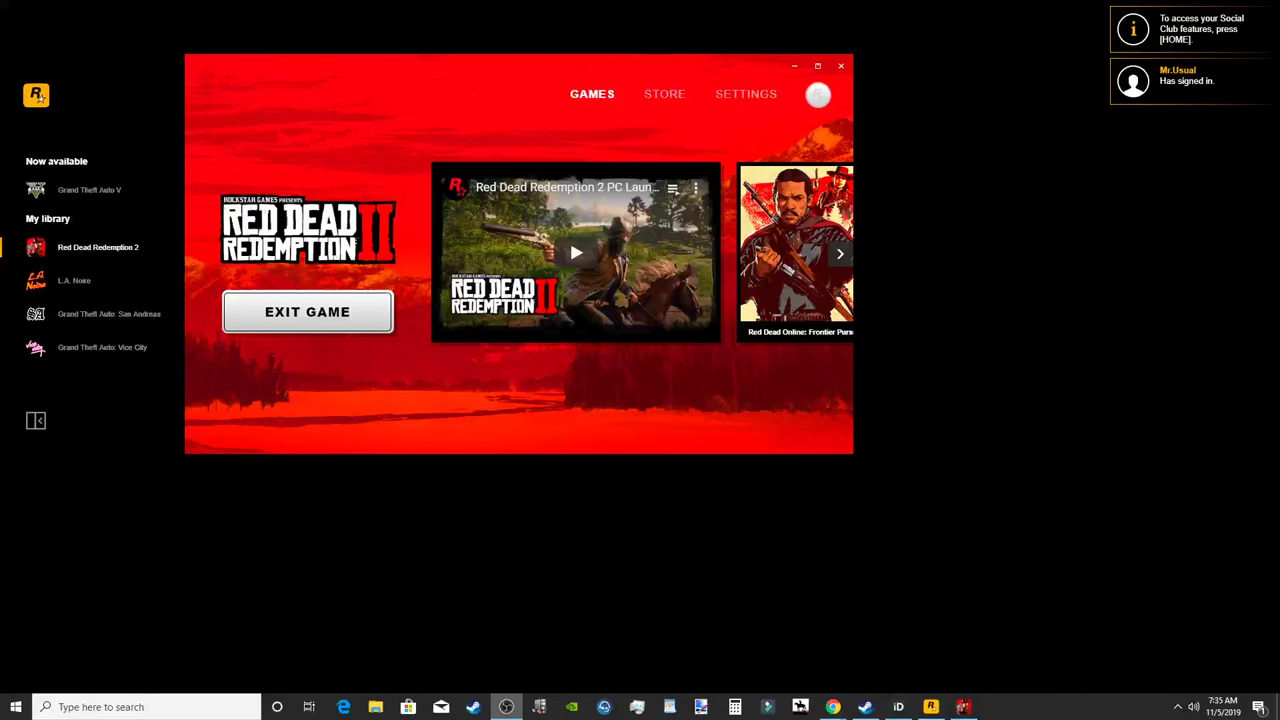 To access your Social
Club features, press
[HOME].
Mr.Usual
Has signed in.
GAMES
STORE
SETTINGS
Now available
Grand Theft Auto V
My library
Red Dead Redemption 2
L.A. Noire
Grand Theft Auto: San Andreas
Grand Theft Auto: Vice City
ROCKSTAR GAMES PRESENTS
RED DEAD
REDEMPTION II
EXIT GAME
Red Dead Redemption 2 PC Laun...
ROCKSTAR GAMES PRESENTS
RED DEAD
REDEMPTION II
Red Dead Online: Frontier Purs
Type here to search
7:35 AM
11/5/2019